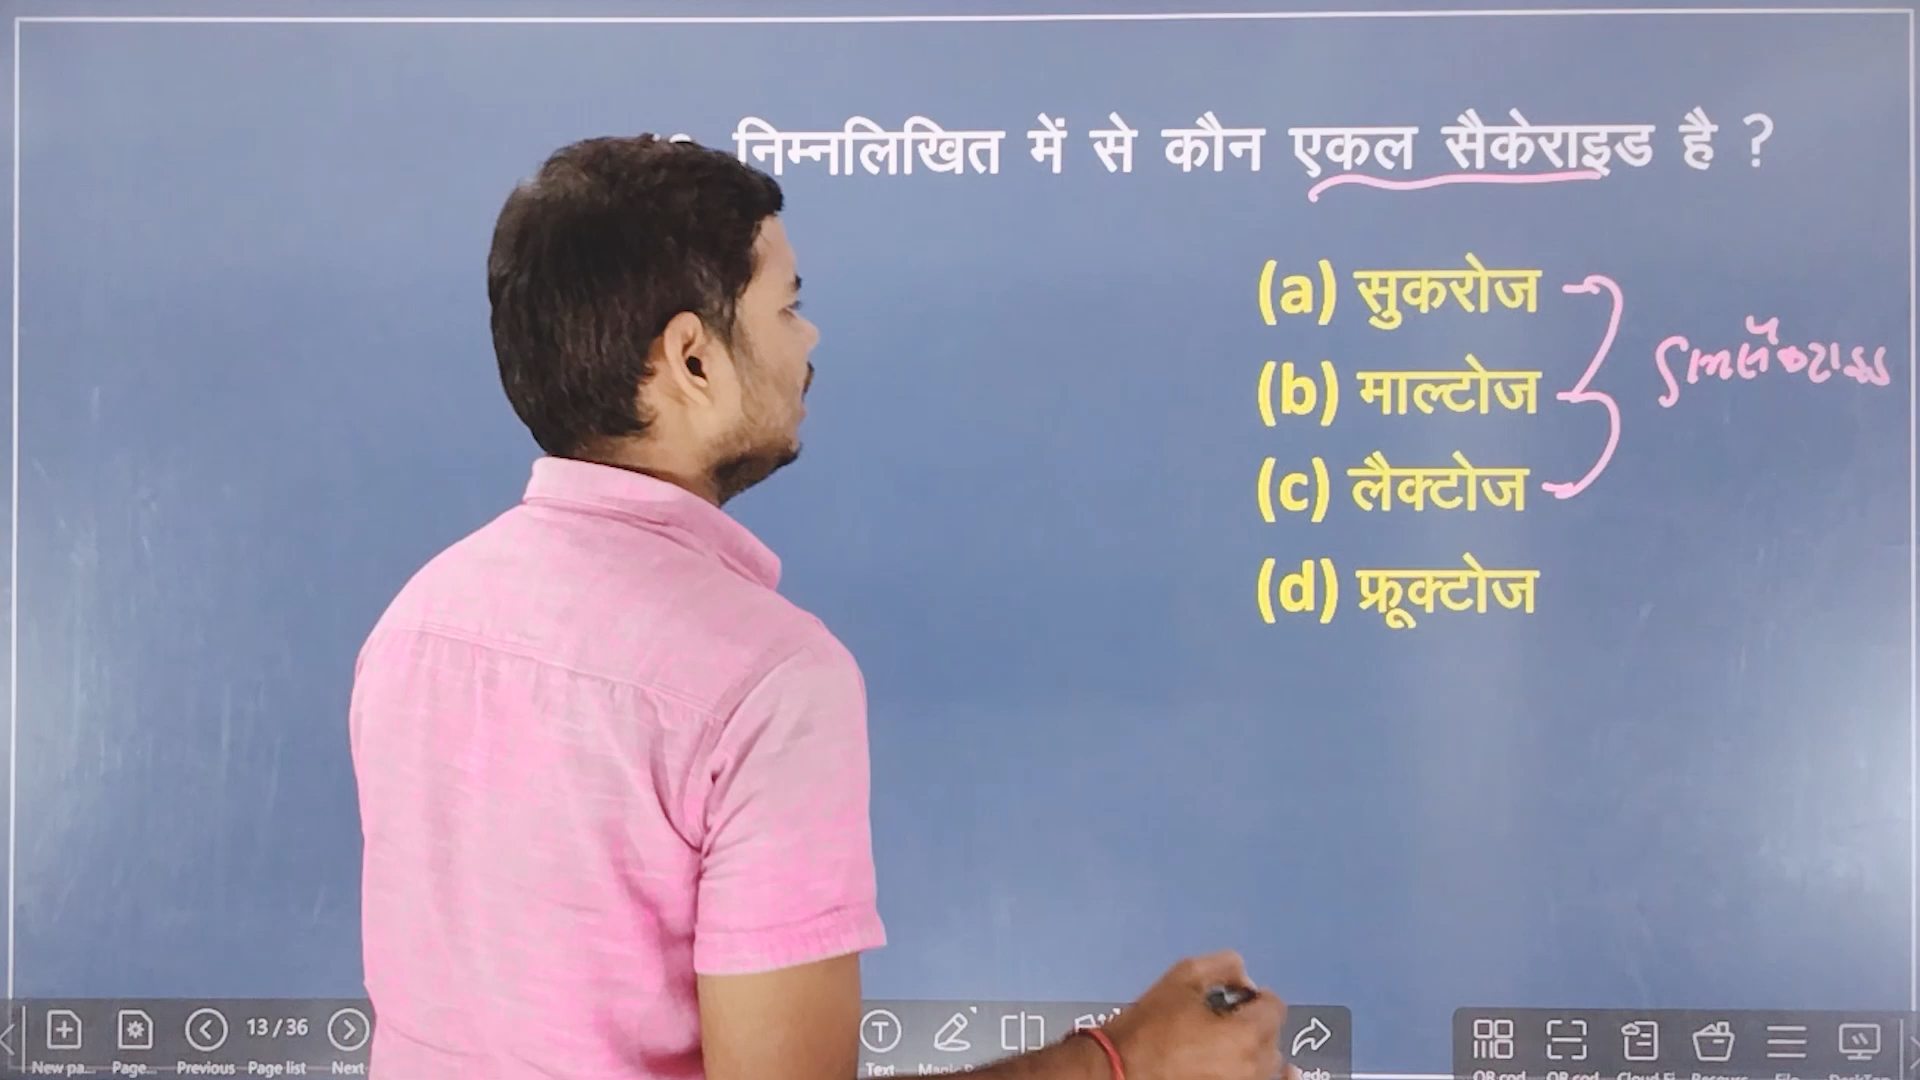 निम्नलिखित में से कौन एकल सैकेराइड है ?
(a) सुकरोज
(b) माल्टोज
(c) लैक्टोज
(d) फ्रूक्टोज
New pa...
Page...
Previous
13/36
Page list
Next
Text